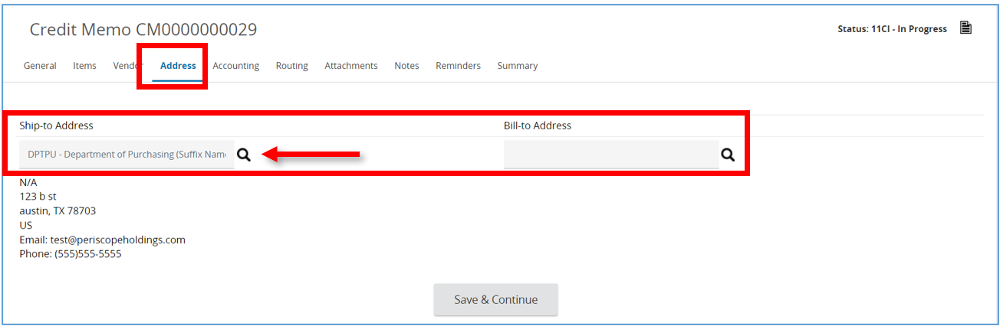 Credit Memo CM0000000029
Status: 11CI - In Progress
General Items Vendor Address Accounting Routing Attachments Notes Reminders Summary
Ship-to Address Bill-to Address
DPTPU - Department of Purchasing (Suffix Name
N/A
123 b st
austin, TX 78703
US
Email: test@periscopeholdings.com
Phone: (555)555-5555
Save & Continue